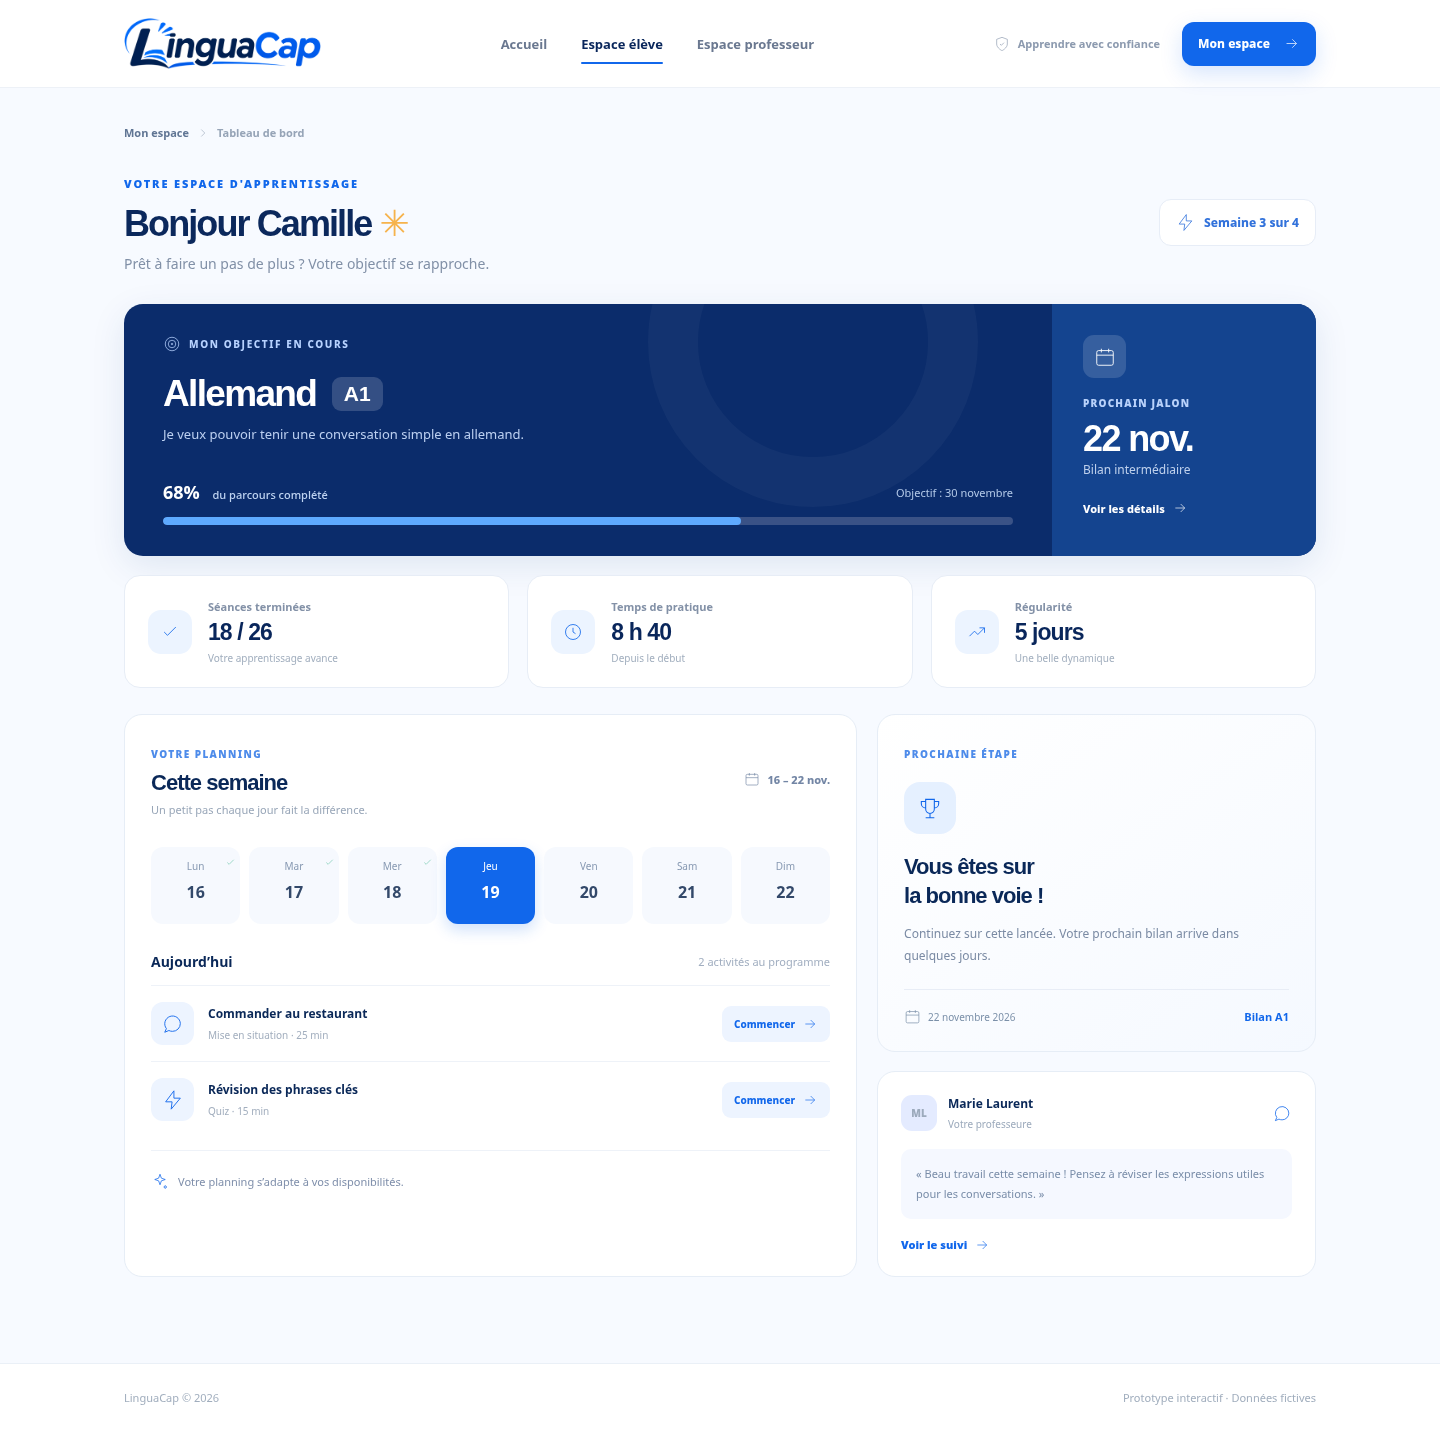 LinguaCap
Accueil
Espace élève
Espace professeur
Apprendre avec confiance
Mon espace
Mon espace
Tableau de bord
VOTRE ESPACE D'APPRENTISSAGE
Bonjour Camille
Prêt à faire un pas de plus ? Votre objectif se rapproche.
Semaine 3 sur 4
MON OBJECTIF EN COURS
Allemand A1
Je veux pouvoir tenir une conversation simple en allemand.
68% du parcours complété
Objectif : 30 novembre
PROCHAIN JALON
22 nov.
Bilan intermédiaire
Voir les détails
Séances terminées
18 / 26
Votre apprentissage avance
Temps de pratique
8 h 40
Depuis le début
Régularité
5 jours
Une belle dynamique
VOTRE PLANNING
Cette semaine
Un petit pas chaque jour fait la différence.
16 – 22 nov.
Lun
16
Mar
17
Mer
18
Jeu
19
Ven
20
Sam
21
Dim
22
Aujourd’hui
2 activités au programme
Commander au restaurant
Mise en situation · 25 min
Commencer
Révision des phrases clés
Quiz · 15 min
Commencer
Votre planning s’adapte à vos disponibilités.
PROCHAINE ÉTAPE
Vous êtes sur
la bonne voie !
Continuez sur cette lancée. Votre prochain bilan arrive dans
quelques jours.
22 novembre 2026
Bilan A1
ML
Marie Laurent
Votre professeure
« Beau travail cette semaine ! Pensez à réviser les expressions utiles
pour les conversations. »
Voir le suivi
LinguaCap © 2026
Prototype interactif · Données fictives